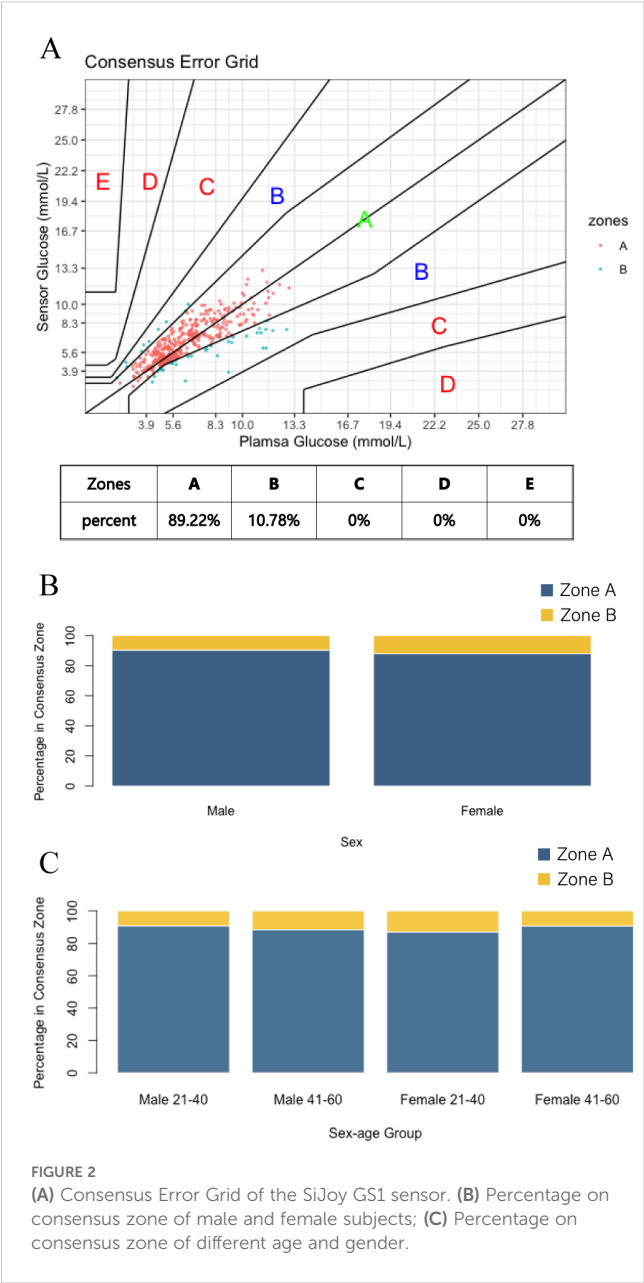 A
Consensus Error Grid
Sensor Glucose (mmol/L)
27.8
25.0
22.2
19.4
16.7
13.3
10.0
8.3
5.6
3.9
E
D
C
B
A
B
C
D
zones
A
B
3.9 5.6 8.3 10.0 13.3 16.7 19.4 22.2 25.0 27.8
Plamsa Glucose (mmol/L)
Zones A B C D E
percent 89.22% 10.78% 0% 0% 0%
B
Zone A
Zone B
Percentage in Consensus Zone
100
80
60
40
20
0
Male Female
Sex
C
Zone A
Zone B
Percentage in Consensus Zone
100
80
60
40
20
0
Male 21-40 Male 41-60 Female 21-40 Female 41-60
Sex-age Group
FIGURE 2
(A) Consensus Error Grid of the SiJoy GS1 sensor. (B) Percentage on
consensus zone of male and female subjects; (C) Percentage on
consensus zone of different age and gender.